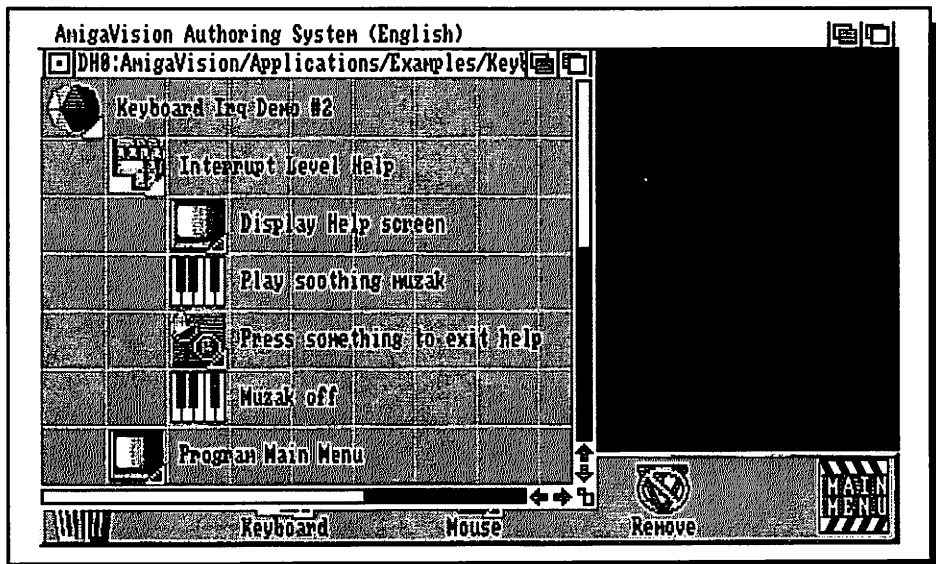 AmigaVision Authoring System (English)
DH0:AmigaVision/Applications/Examples/Key
Keyboard Irq Demo #2
Interrupt Level Help
Display Help screen
Play soothing muzak
Press something to exit help
Muzak off
Program Main Menu
Keyboard Mouse Remove MAIN
MENU